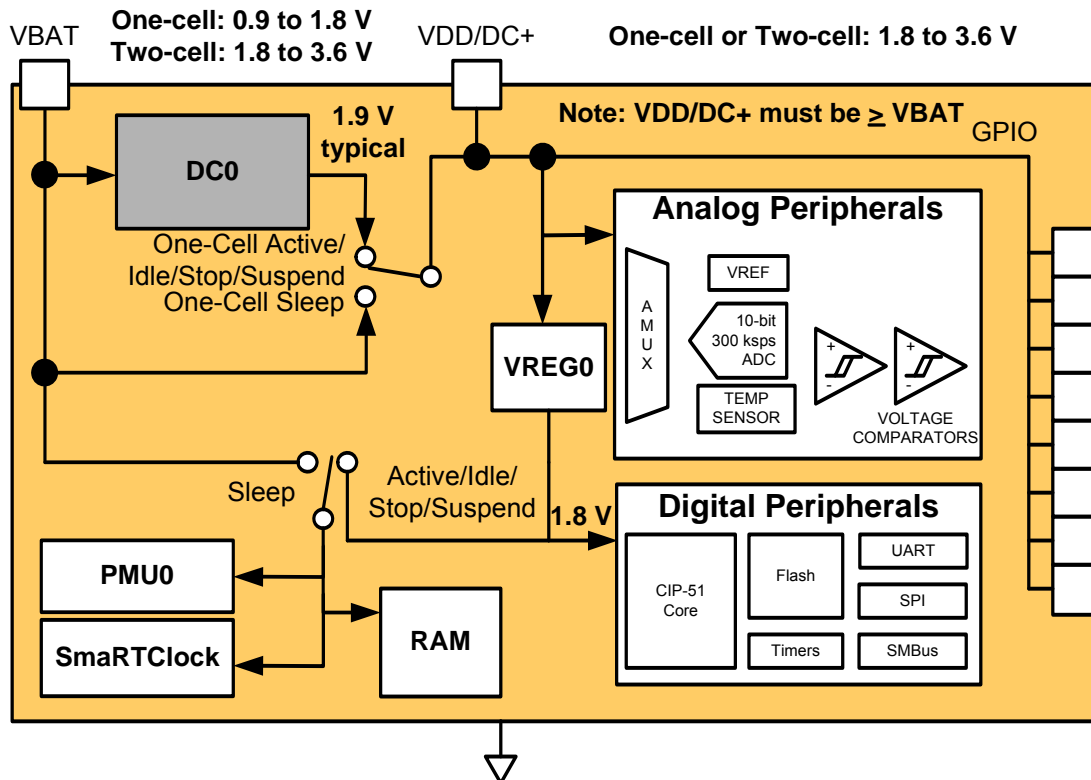 VBAT
One-cell: 0.9 to 1.8 V
Two-cell: 1.8 to 3.6 V
VDD/DC+
One-cell or Two-cell: 1.8 to 3.6 V
Note: VDD/DC+ must be ≥ VBAT
GPIO
1.9 V
typical
DC0
One-Cell Active/
Idle/Stop/Suspend
One-Cell Sleep
VREG0
Analog Peripherals
A
M
U
X
VREF
10-bit
300 ksps
ADC
TEMP
SENSOR
+
-
+
-
VOLTAGE
COMPARATORS
Sleep
Active/Idle/
Stop/Suspend
1.8 V
Digital Peripherals
CIP-51
Core
Flash
Timers
UART
SPI
SMBus
PMU0
SmaRTClock
RAM